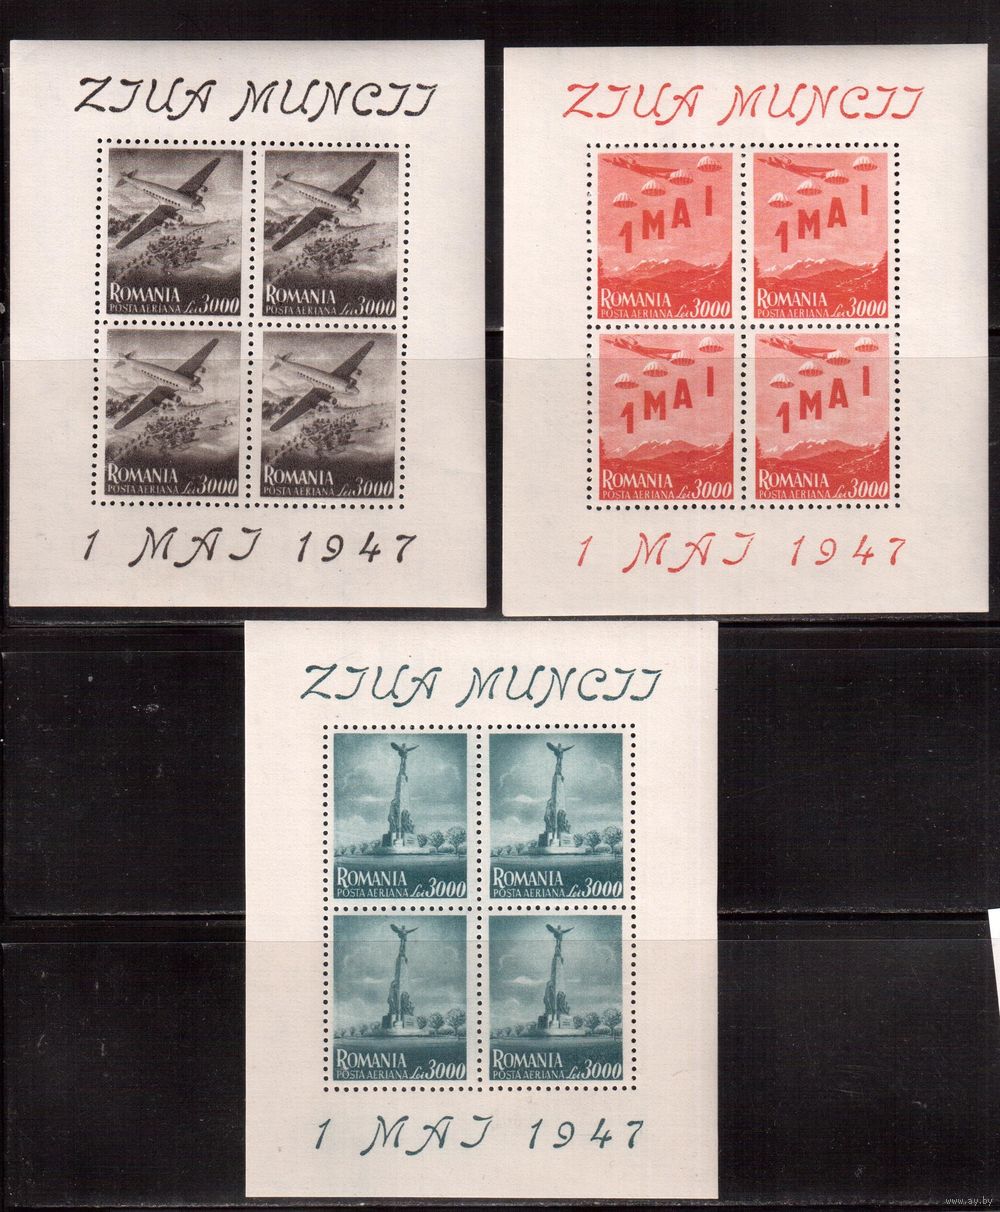 ZIUA MUNCII
ROMANIA
POSTA AERIANA Lei 3000
ROMANIA
POSTA AERIANA Lei 3000
ROMANIA
POSTA AERIANA Lei 3000
ROMANIA
POSTA AERIANA Lei 3000
1 MAI 1947
ZIUA MUNCII
1 MAI
ROMANIA
POSTA AERIANA Lei 3000
1 MAI
ROMANIA
POSTA AERIANA Lei 3000
1 MAI
ROMANIA
POSTA AERIANA Lei 3000
1 MAI
ROMANIA
POSTA AERIANA Lei 3000
1 MAI 1947
ZIUA MUNCII
ROMANIA
POSTA AERIANA Lei 3000
ROMANIA
POSTA AERIANA Lei 3000
ROMANIA
POSTA AERIANA Lei 3000
ROMANIA
POSTA AERIANA Lei 3000
1 MAI 1947
www.ay.by